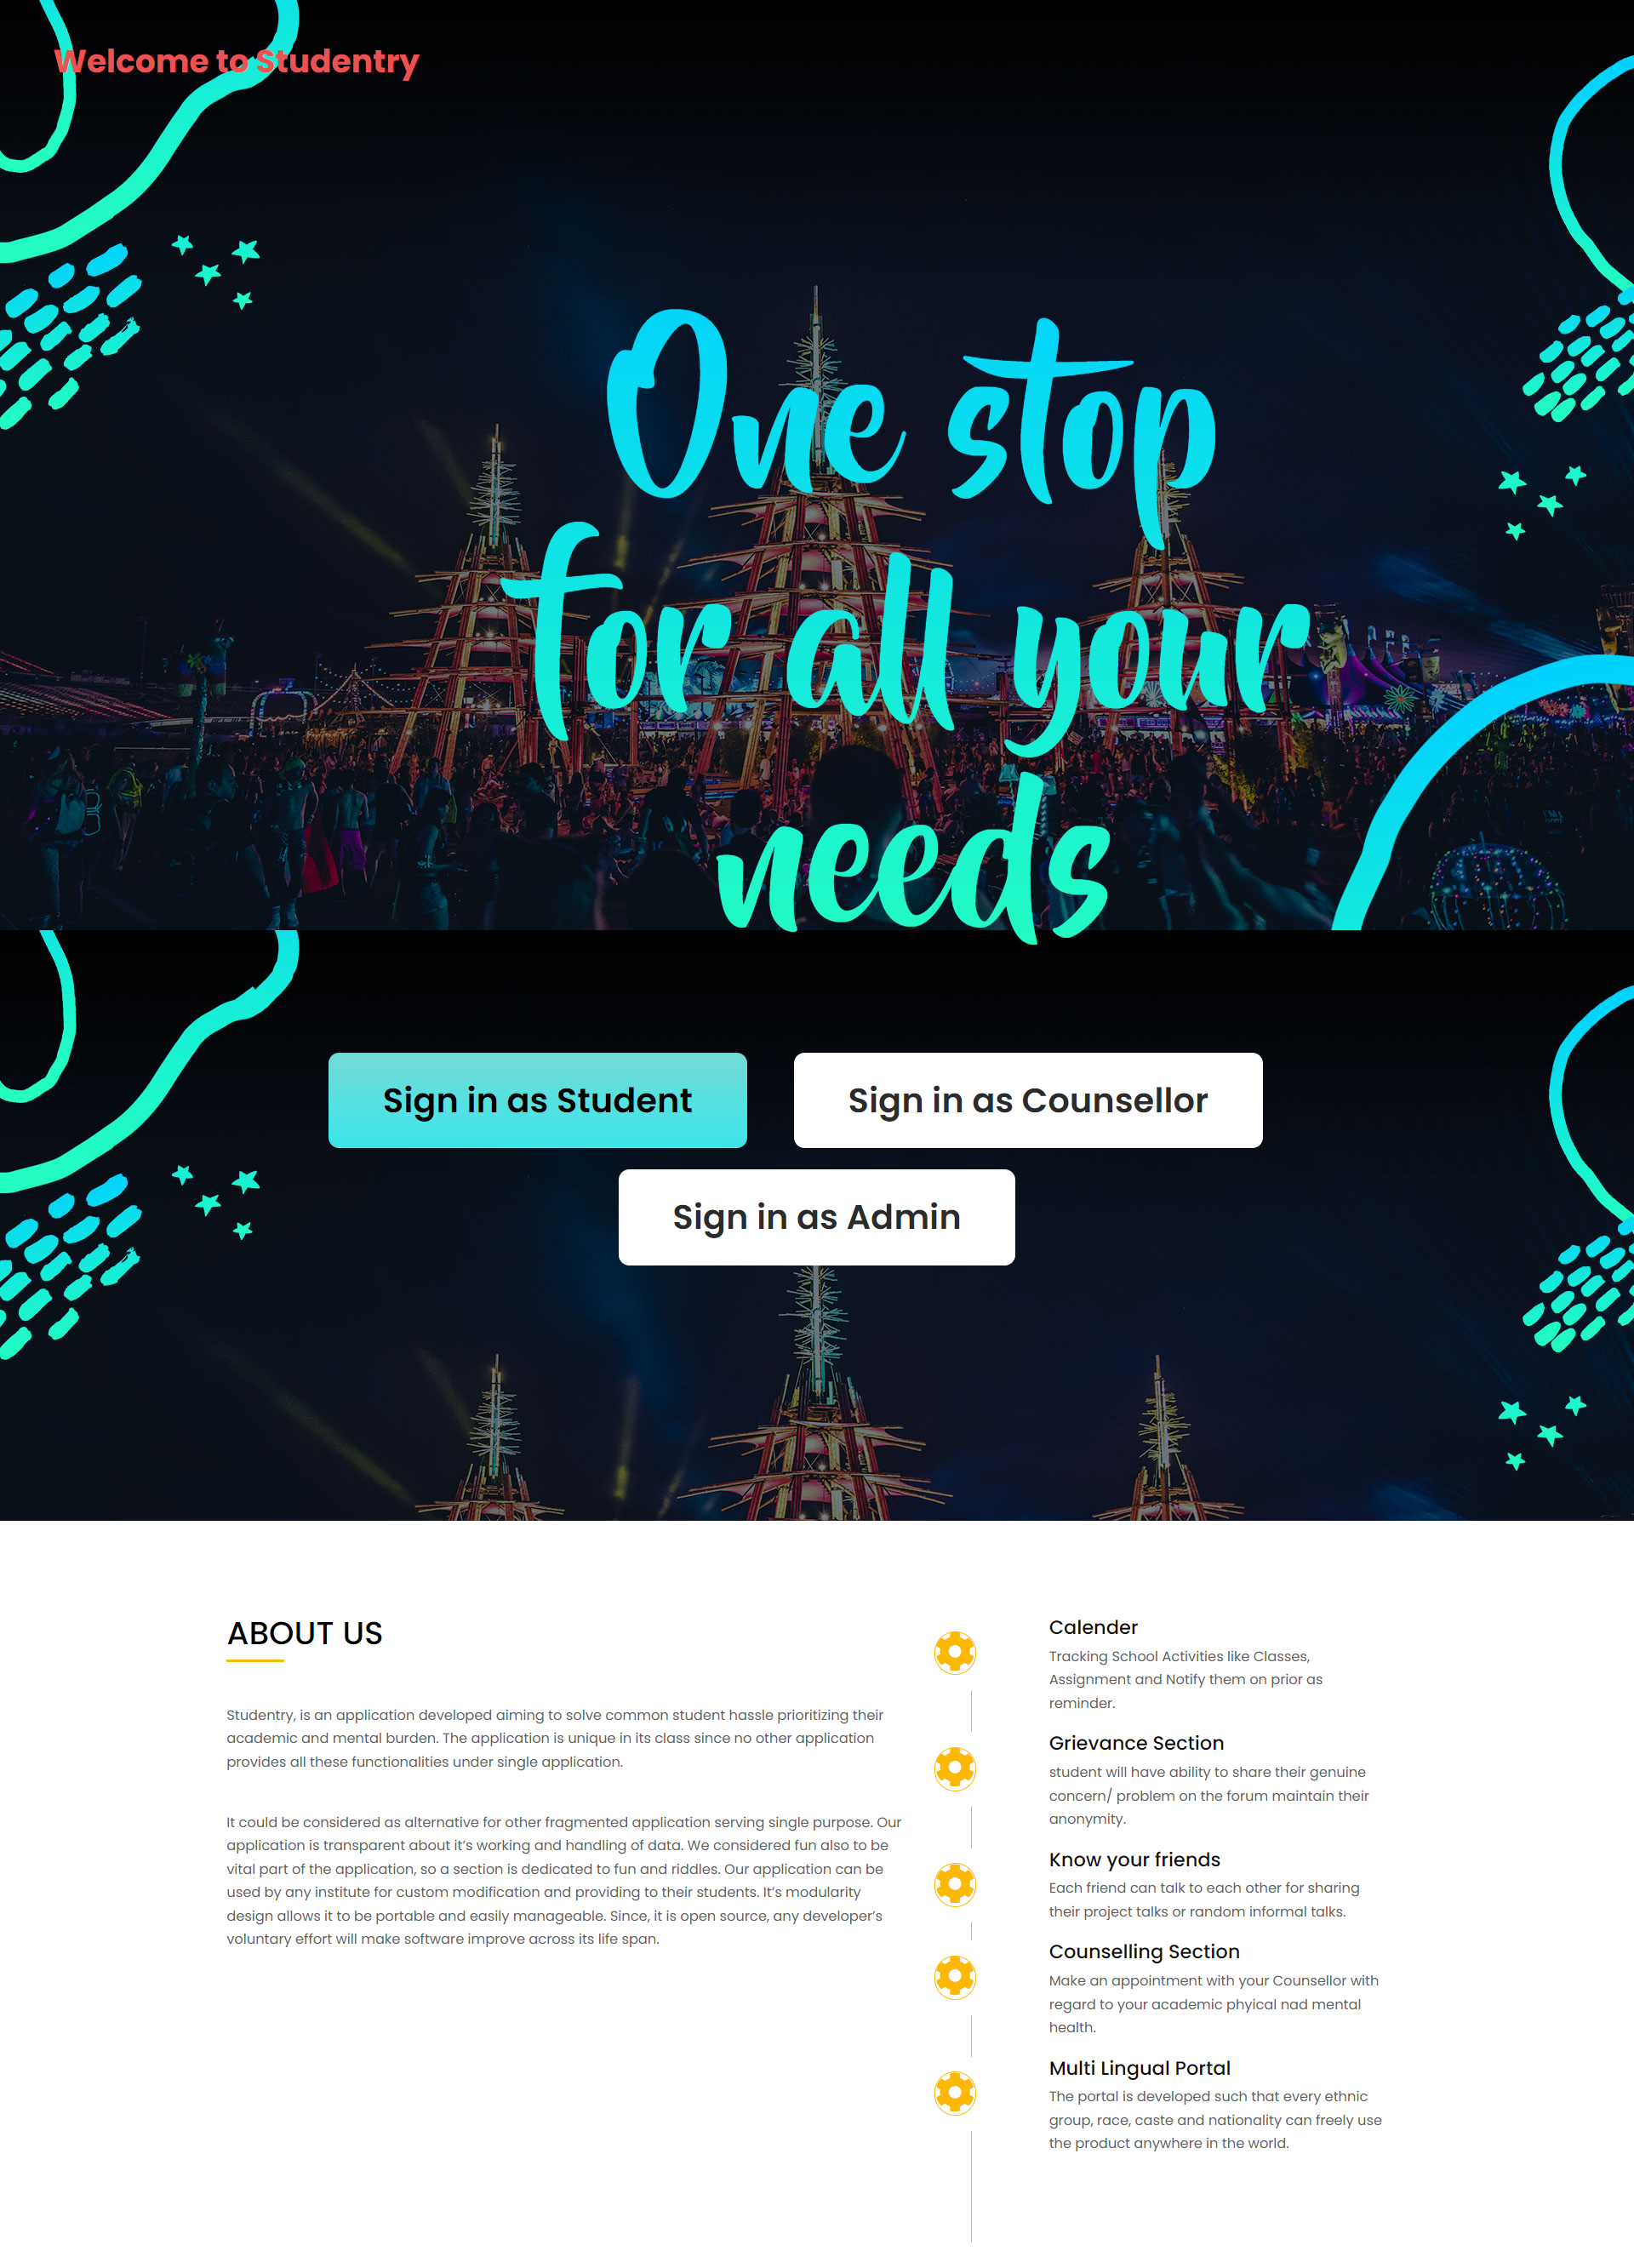 Welcome to Studentry
One stop
for all your
needs
Sign in as Student
Sign in as Counsellor
Sign in as Admin
ABOUT US
Studentry, is an application developed aiming to solve common student hassle prioritizing their
academic and mental burden. The application is unique in its class since no other application
provides all these functionalities under single application.
It could be considered as alternative for other fragmented application serving single purpose. Our
application is transparent about it’s working and handling of data. We considered fun also to be
vital part of the application, so a section is dedicated to fun and riddles. Our application can be
used by any institute for custom modification and providing to their students. It’s modularity
design allows it to be portable and easily manageable. Since, it is open source, any developer’s
voluntary effort will make software improve across its life span.
Calender
Tracking School Activities like Classes,
Assignment and Notify them on prior as
reminder.
Grievance Section
student will have ability to share their genuine
concern/ problem on the forum maintain their
anonymity.
Know your friends
Each friend can talk to each other for sharing
their project talks or random informal talks.
Counselling Section
Make an appointment with your Counsellor with
regard to your academic phyical nad mental
health.
Multi Lingual Portal
The portal is developed such that every ethnic
group, race, caste and nationality can freely use
the product anywhere in the world.